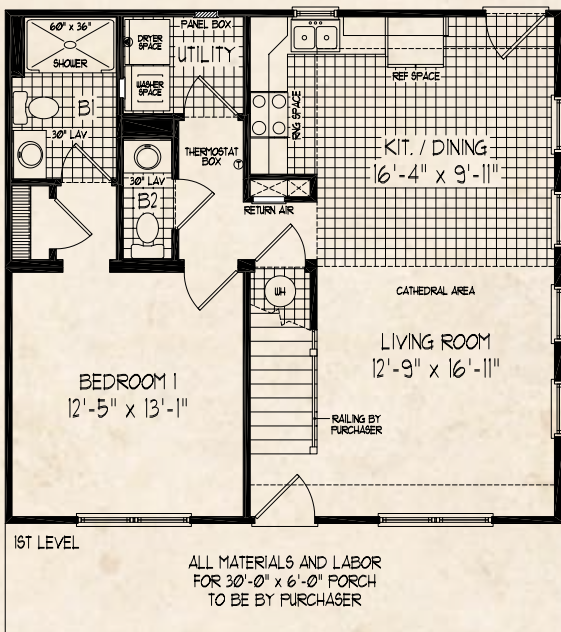 60" x 36"
SHOWER
DRYER
SPACE
WASHER
SPACE
PANEL BOX
UTILITY
B1
30" LAV
THERMOSTAT
BOX
T
30" LAV
B2
RNG SPACE
REF SPACE
KIT. / DINING
16'-4" x 9'-11"
RETURN AIR
WH
CATHEDRAL AREA
LIVING ROOM
12'-9" x 16'-11"
BEDROOM 1
12'-5" x 13'-1"
RAILING BY
PURCHASER
1ST LEVEL
ALL MATERIALS AND LABOR
FOR 30'-0" x 6'-0" PORCH
TO BE BY PURCHASER